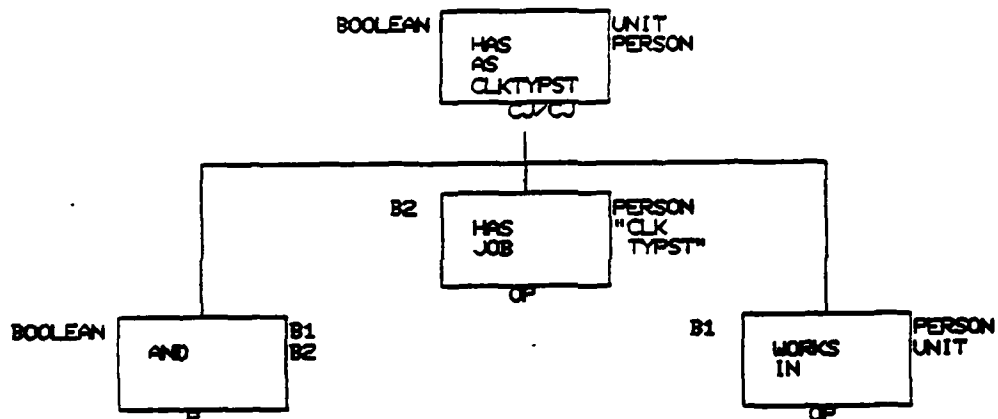 BOOLEAN
HAS
AS
CLKTYPST
UNIT
PERSON
CJ/CJ
B2
HAS
JOB
PERSON
"CLK
TYPST"
OP
BOOLEAN
AND
B1
B2
B1
WORKS
IN
PERSON
UNIT
OP